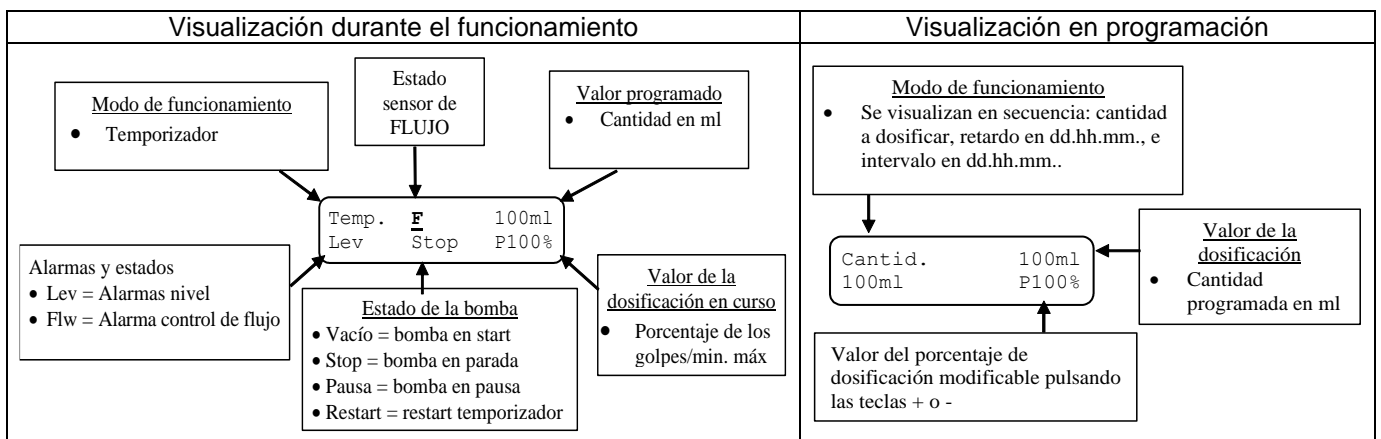 Visualización durante el funcionamiento
Modo de funcionamiento
• Temporizador
Estado
sensor de
FLUJO
Valor programado
• Cantidad en ml
Temp. F 100ml
Lev Stop P100%
Alarmas y estados
• Lev = Alarmas nivel
• Flw = Alarma control de flujo
Estado de la bomba
• Vacío = bomba en start
• Stop = bomba en parada
• Pausa = bomba en pausa
• Restart = restart temporizador
Valor de la
dosificación en curso
• Porcentaje de los
golpes/min. máx
Visualización en programación
Modo de funcionamiento
• Se visualizan en secuencia: cantidad
a dosificar, retardo en dd.hh.mm., e
intervalo en dd.hh.mm..
Cantid. 100ml
100ml P100%
Valor de la
dosificación
• Cantidad
programada en ml
Valor del porcentaje de
dosificación modificable pulsando
las teclas + o -